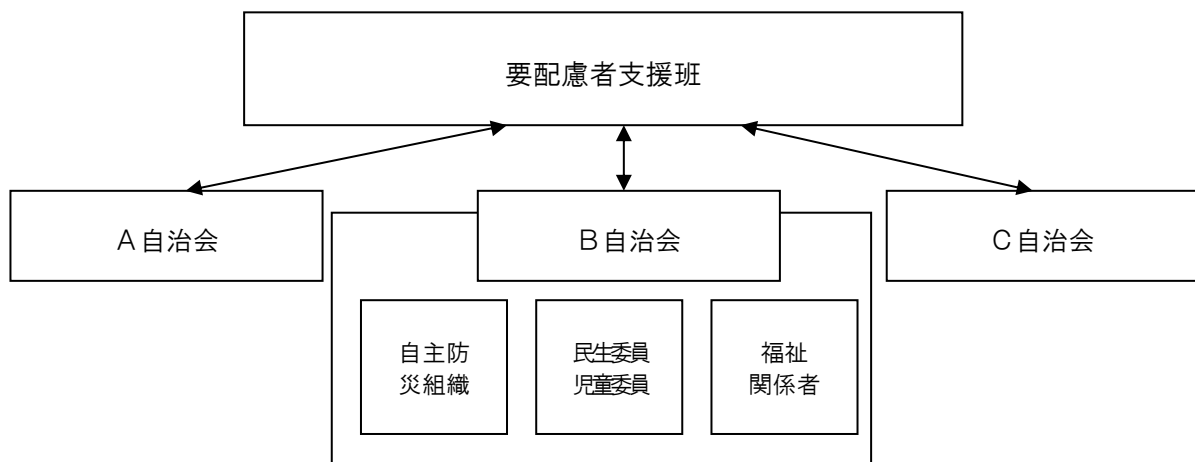 要配慮者支援班
A自治会
B自治会
C自治会
自主防
災組織
民生委員
児童委員
福祉
関係者